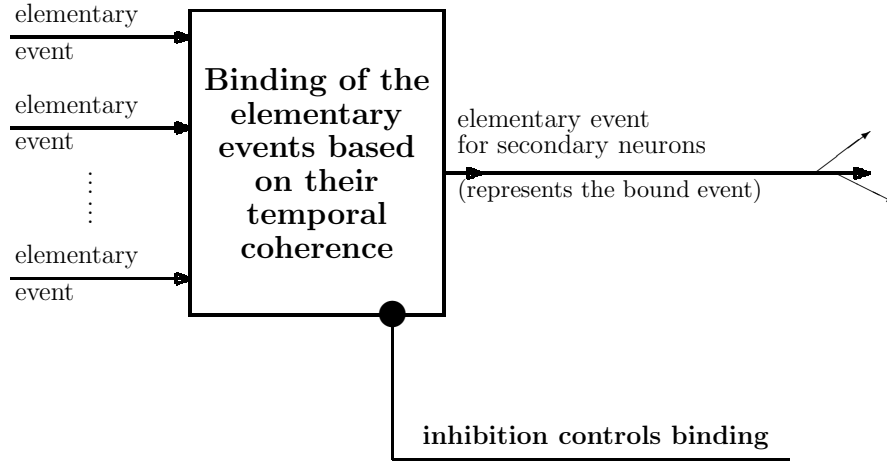 elementary
event
elementary
event
elementary
event
Binding of the
elementary
events based
on their
temporal
coherence
elementary event
for secondary neurons
(represents the bound event)
inhibition controls binding